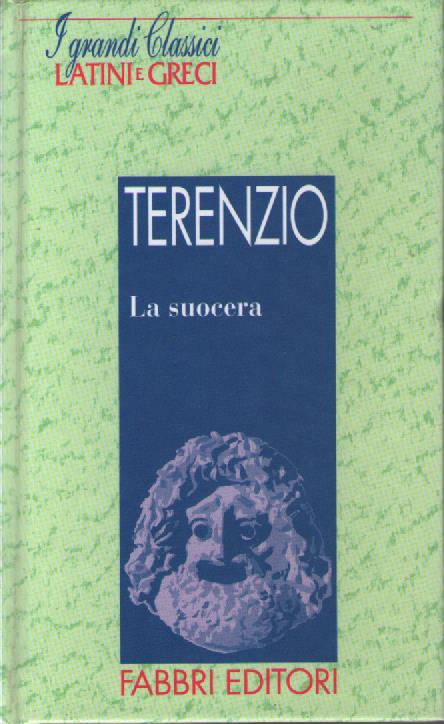 I grandi Classici
LATINI E GRECI
TERENZIO
La suocera
FABBRI EDITORI